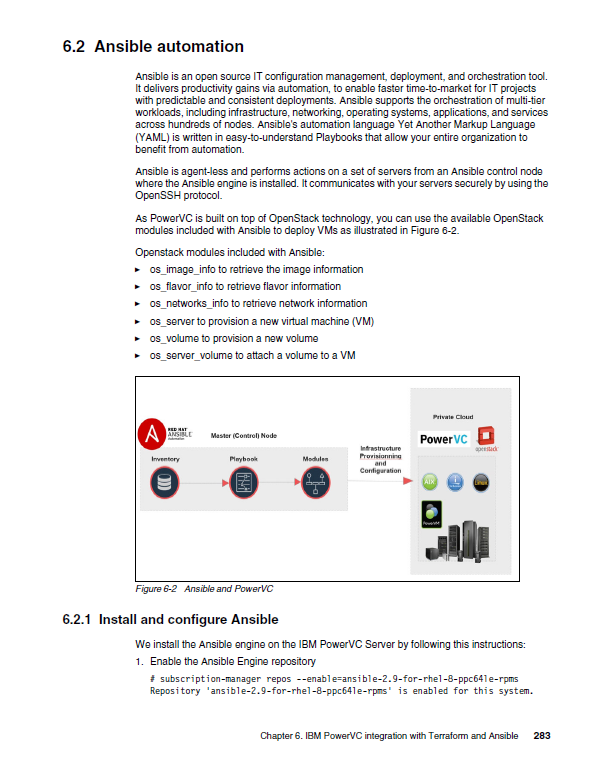 6.2 Ansible automation
Ansible is an open source IT configuration management, deployment, and orchestration tool.
It delivers productivity gains via automation, to enable faster time-to-market for IT projects
with predictable and consistent deployments. Ansible supports the orchestration of multi-tier
workloads, including infrastructure, networking, operating systems, applications, and services
across hundreds of nodes. Ansible's automation language Yet Another Markup Language
(YAML) is written in easy-to-understand Playbooks that allow your entire organization to
benefit from automation.
Ansible is agent-less and performs actions on a set of servers from an Ansible control node
where the Ansible engine is installed. It communicates with your servers securely by using the
OpenSSH protocol.
As PowerVC is built on top of OpenStack technology, you can use the available OpenStack
modules included with Ansible to deploy VMs as illustrated in Figure 6-2.
Openstack modules included with Ansible:
► os_image_info to retrieve the image information
► os_flavor_info to retrieve flavor information
► os_networks_info to retrieve network information
► os_server to provision a new virtual machine (VM)
► os_volume to provision a new volume
► os_server_volume to attach a volume to a VM
RED HAT
ANSIBLE
Automation
Master (Control) Node
Inventory
Playbook
Modules
Infrastructure
Provisionning
and
Configuration
Private Cloud
PowerVC
openstack
AIX
i
Linux
PowerVM
Figure 6-2 Ansible and PowerVC
6.2.1 Install and configure Ansible
We install the Ansible engine on the IBM PowerVC Server by following this instructions:
1. Enable the Ansible Engine repository
# subscription-manager repos --enable=ansible-2.9-for-rhel-8-ppc64le-rpms
Repository 'ansible-2.9-for-rhel-8-ppc64le-rpms' is enabled for this system.
Chapter 6. IBM PowerVC integration with Terraform and Ansible 283